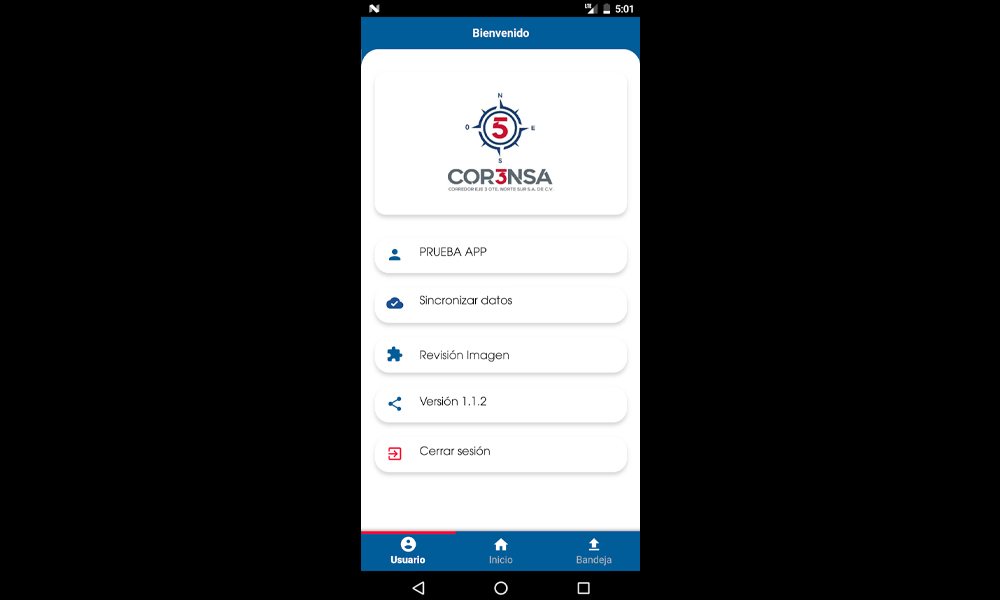 LTE 5:01
Bienvenido
N
O 5 E
S
COR3NSA
CORREDOR EJE 3 OTE. NORTE SUR S.A. DE C.V.
PRUEBA APP
Sincronizar datos
Revisión Imagen
Versión 1.1.2
Cerrar sesión
Usuario Inicio Bandeja